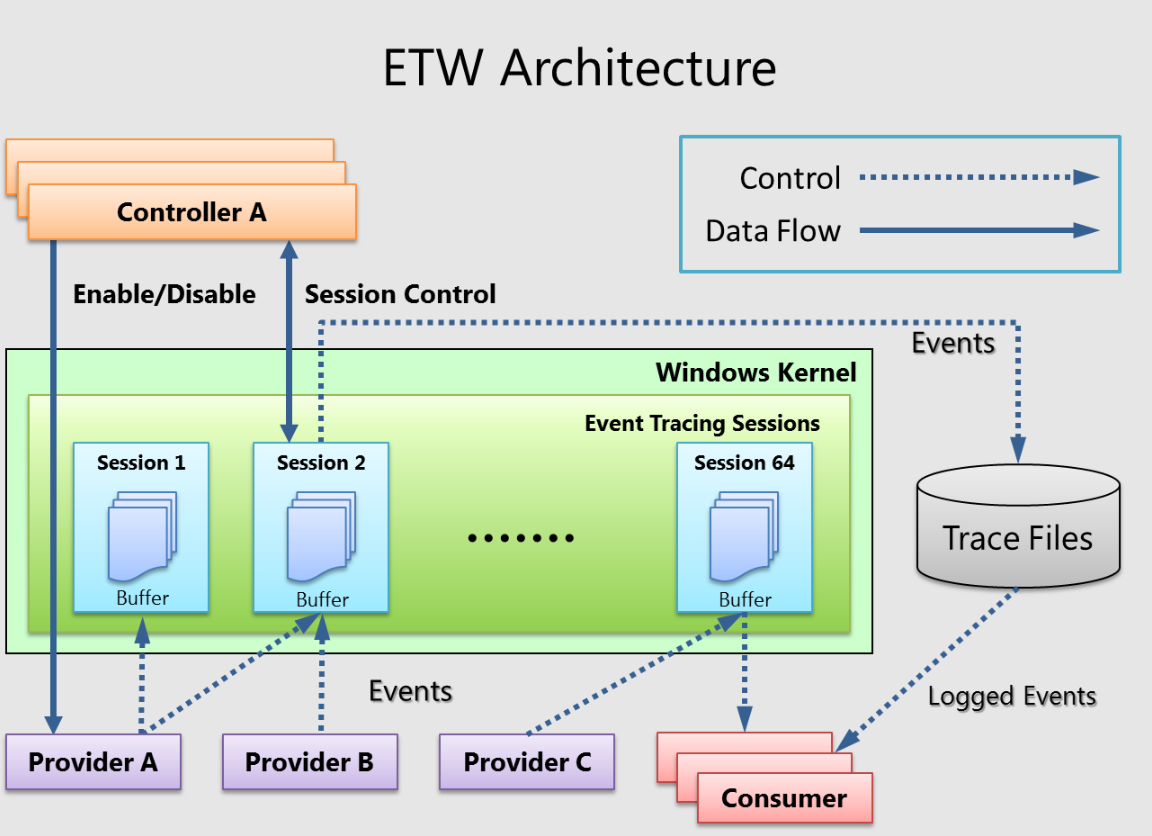 ETW Architecture
Control
Data Flow
Controller A
Enable/Disable
Session Control
Events
Windows Kernel
Event Tracing Sessions
Session 1
Buffer
Session 2
Buffer
.......
Session 64
Buffer
Trace Files
Events
Logged Events
Provider A
Provider B
Provider C
Consumer